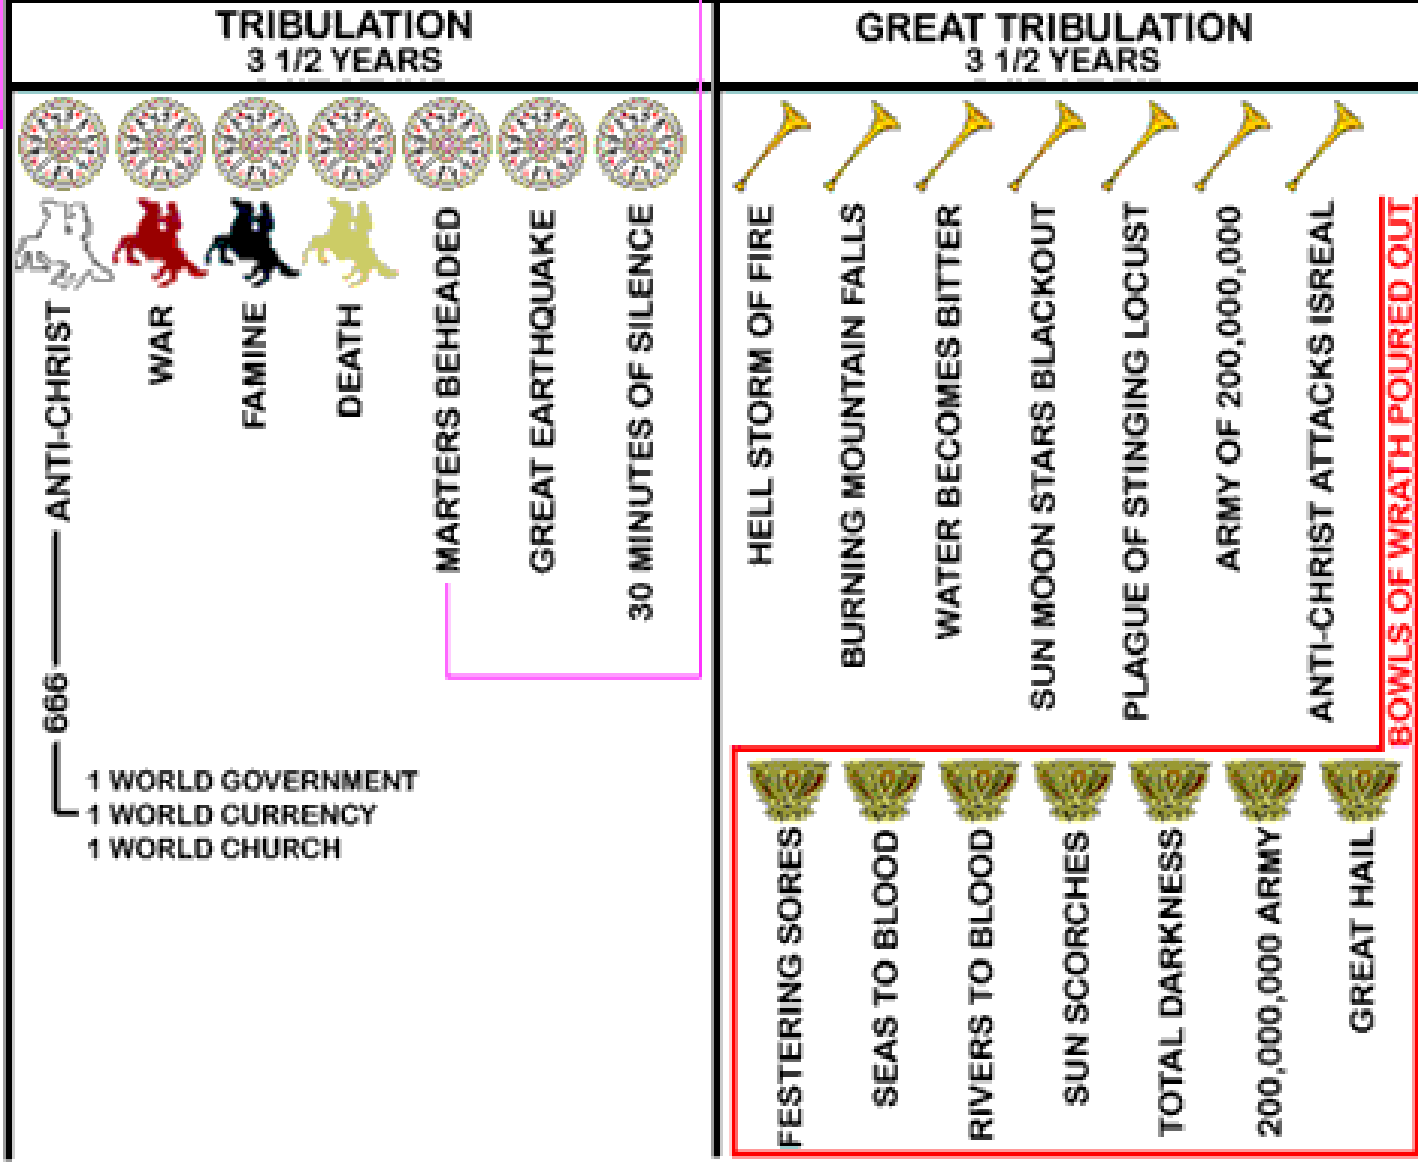 TRIBULATION
3 1/2 YEARS
ANTI-CHRIST
WAR
FAMINE
DEATH
MARTERS BEHEADED
GREAT EARTHQUAKE
30 MINUTES OF SILENCE
666
1 WORLD GOVERNMENT
1 WORLD CURRENCY
1 WORLD CHURCH
GREAT TRIBULATION
3 1/2 YEARS
HELL STORM OF FIRE
BURNING MOUNTAIN FALLS
WATER BECOMES BITTER
SUN MOON STARS BLACKOUT
PLAGUE OF STINGING LOCUST
ARMY OF 200,000,000
ANTI-CHRIST ATTACKS ISREAL
BOWLS OF WRATH POURED OUT
FESTERING SORES
SEAS TO BLOOD
RIVERS TO BLOOD
SUN SCORCHES
TOTAL DARKNESS
200,000,000 ARMY
GREAT HAIL